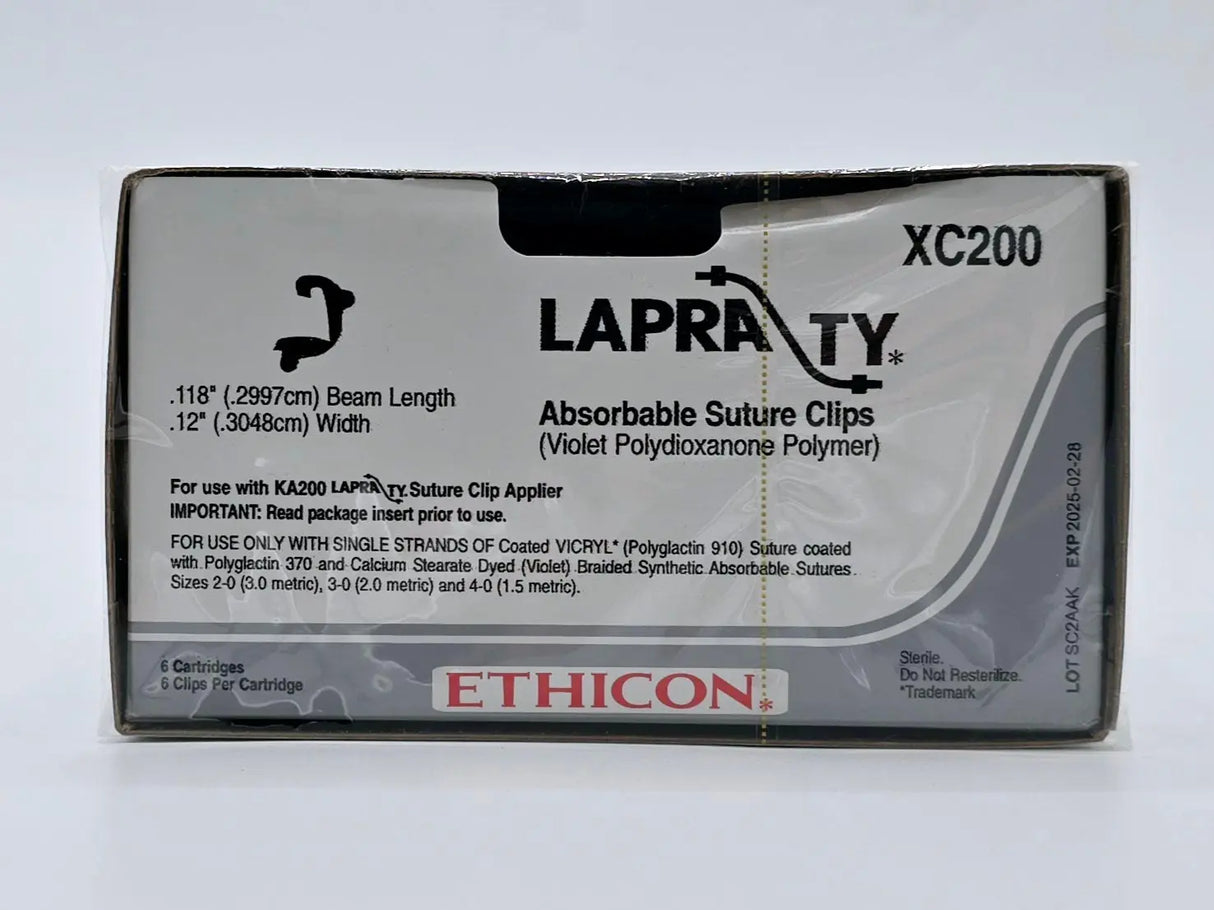 XC200
LAPRA TY*
.118" (.2997cm) Beam Length
.12" (.3048cm) Width
Absorbable Suture Clips
(Violet Polydioxanone Polymer)
For use with KA200 LAPRA TY Suture Clip Applier
IMPORTANT: Read package insert prior to use.
FOR USE ONLY WITH SINGLE STRANDS OF Coated VICRYL* (Polyglactin 910) Suture coated
with Polyglactin 370 and Calcium Stearate Dyed (Violet) Braided Synthetic Absorbable Sutures
Sizes 2-0 (3.0 metric), 3-0 (2.0 metric) and 4-0 (1.5 metric).
6 Cartridges
6 Clips Per Cartridge
ETHICON*
Sterile.
Do Not Resterilize.
*Trademark
LOT SC2AAK EXP 2025-02-28